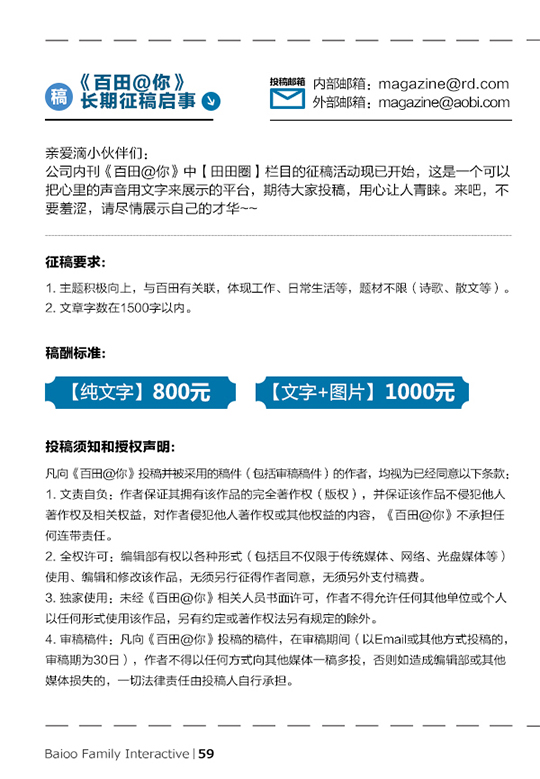 稿
《百田@你》
长期征稿启事
投稿邮箱
内部邮箱：magazine@rd.com
外部邮箱：magazine@aobi.com
亲爱滴小伙伴们：
公司内刊《百田@你》中【田田圈】栏目的征稿活动现已开始，这是一个可以
把心里的声音用文字来展示的平台，期待大家投稿，用心让人青睐。来吧，不
要羞涩，请尽情展示自己的才华~~
征稿要求：
1. 主题积极向上，与百田有关联，体现工作、日常生活等，题材不限（诗歌、散文等）。
2. 文章字数在1500字以内。
稿酬标准：
【纯文字】800元
【文字+图片】1000元
投稿须知和授权声明：
凡向《百田@你》投稿并被采用的稿件（包括审稿稿件）的作者，均视为已经同意以下条款：
1. 文责自负：作者保证其拥有该作品的完全著作权（版权），并保证该作品不侵犯他人
著作权及相关权益，对作者侵犯他人著作权或其他权益的内容，《百田@你》不承担任
何连带责任。
2. 全权许可：编辑部有权以各种形式（包括且不仅限于传统媒体、网络、光盘媒体等）
使用、编辑和修改该作品，无须另行征得作者同意，无须另外支付稿费。
3. 独家使用：未经《百田@你》相关人员书面许可，作者不得允许任何其他单位或个人
以任何形式使用该作品，另有约定或著作权法另有规定的除外。
4. 审稿稿件：凡向《百田@你》投稿的稿件，在审稿期间（以Email或其他方式投稿的，
审稿期为30日），作者不得以任何方式向其他媒体一稿多投，否则如造成编辑部或其他
媒体损失的，一切法律责任由投稿人自行承担。
Baioo Family Interactive | 59